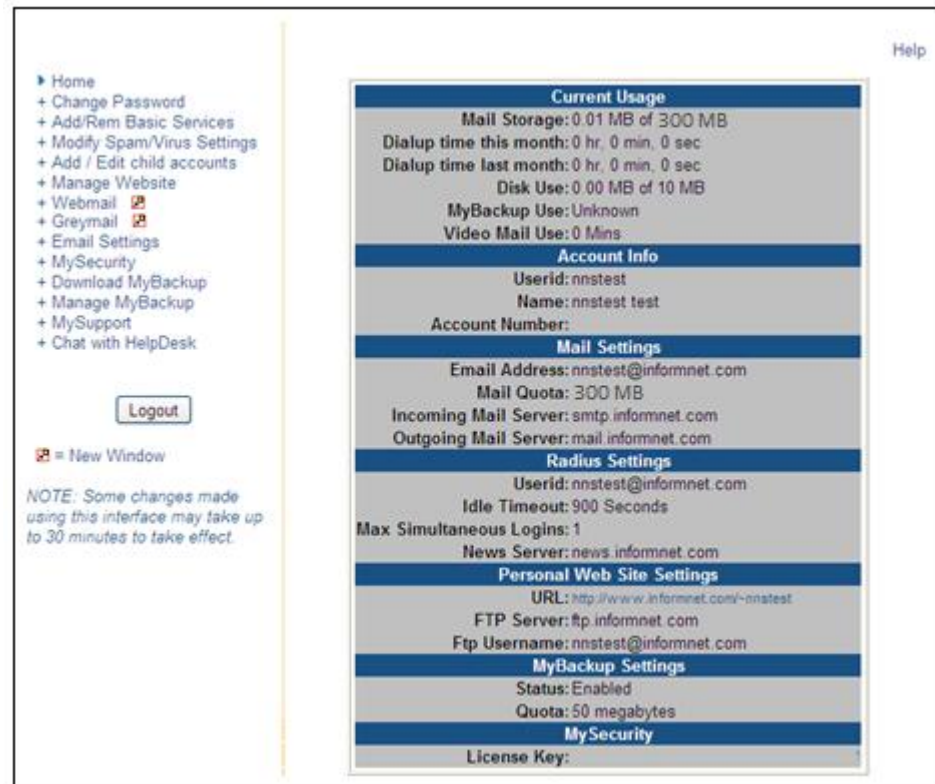 Help
Home
+ Change Password
+ Add/Rem Basic Services
+ Modify Spam/Virus Settings
+ Add / Edit child accounts
+ Manage Website
+ Webmail
+ Greymail
+ Email Settings
+ MySecurity
+ Download MyBackup
+ Manage MyBackup
+ MySupport
+ Chat with HelpDesk
Logout
= New Window
NOTE: Some changes made
using this interface may take up
to 30 minutes to take effect.
Current Usage
Mail Storage: 0.01 MB of 300 MB
Dialup time this month: 0 hr, 0 min, 0 sec
Dialup time last month: 0 hr, 0 min, 0 sec
Disk Use: 0.00 MB of 10 MB
MyBackup Use: Unknown
Video Mail Use: 0 Mins
Account Info
Userid: nnstest
Name: nnstest test
Account Number:
Mail Settings
Email Address: nnstest@informnet.com
Mail Quota: 300 MB
Incoming Mail Server: smtp.informnet.com
Outgoing Mail Server: mail.informnet.com
Radius Settings
Userid: nnstest@informnet.com
Idle Timeout: 900 Seconds
Max Simultaneous Logins: 1
News Server: news.informnet.com
Personal Web Site Settings
URL: http://www.informnet.com/~nnstest
FTP Server: ftp.informnet.com
Ftp Username: nnstest@informnet.com
MyBackup Settings
Status: Enabled
Quota: 50 megabytes
MySecurity
License Key: